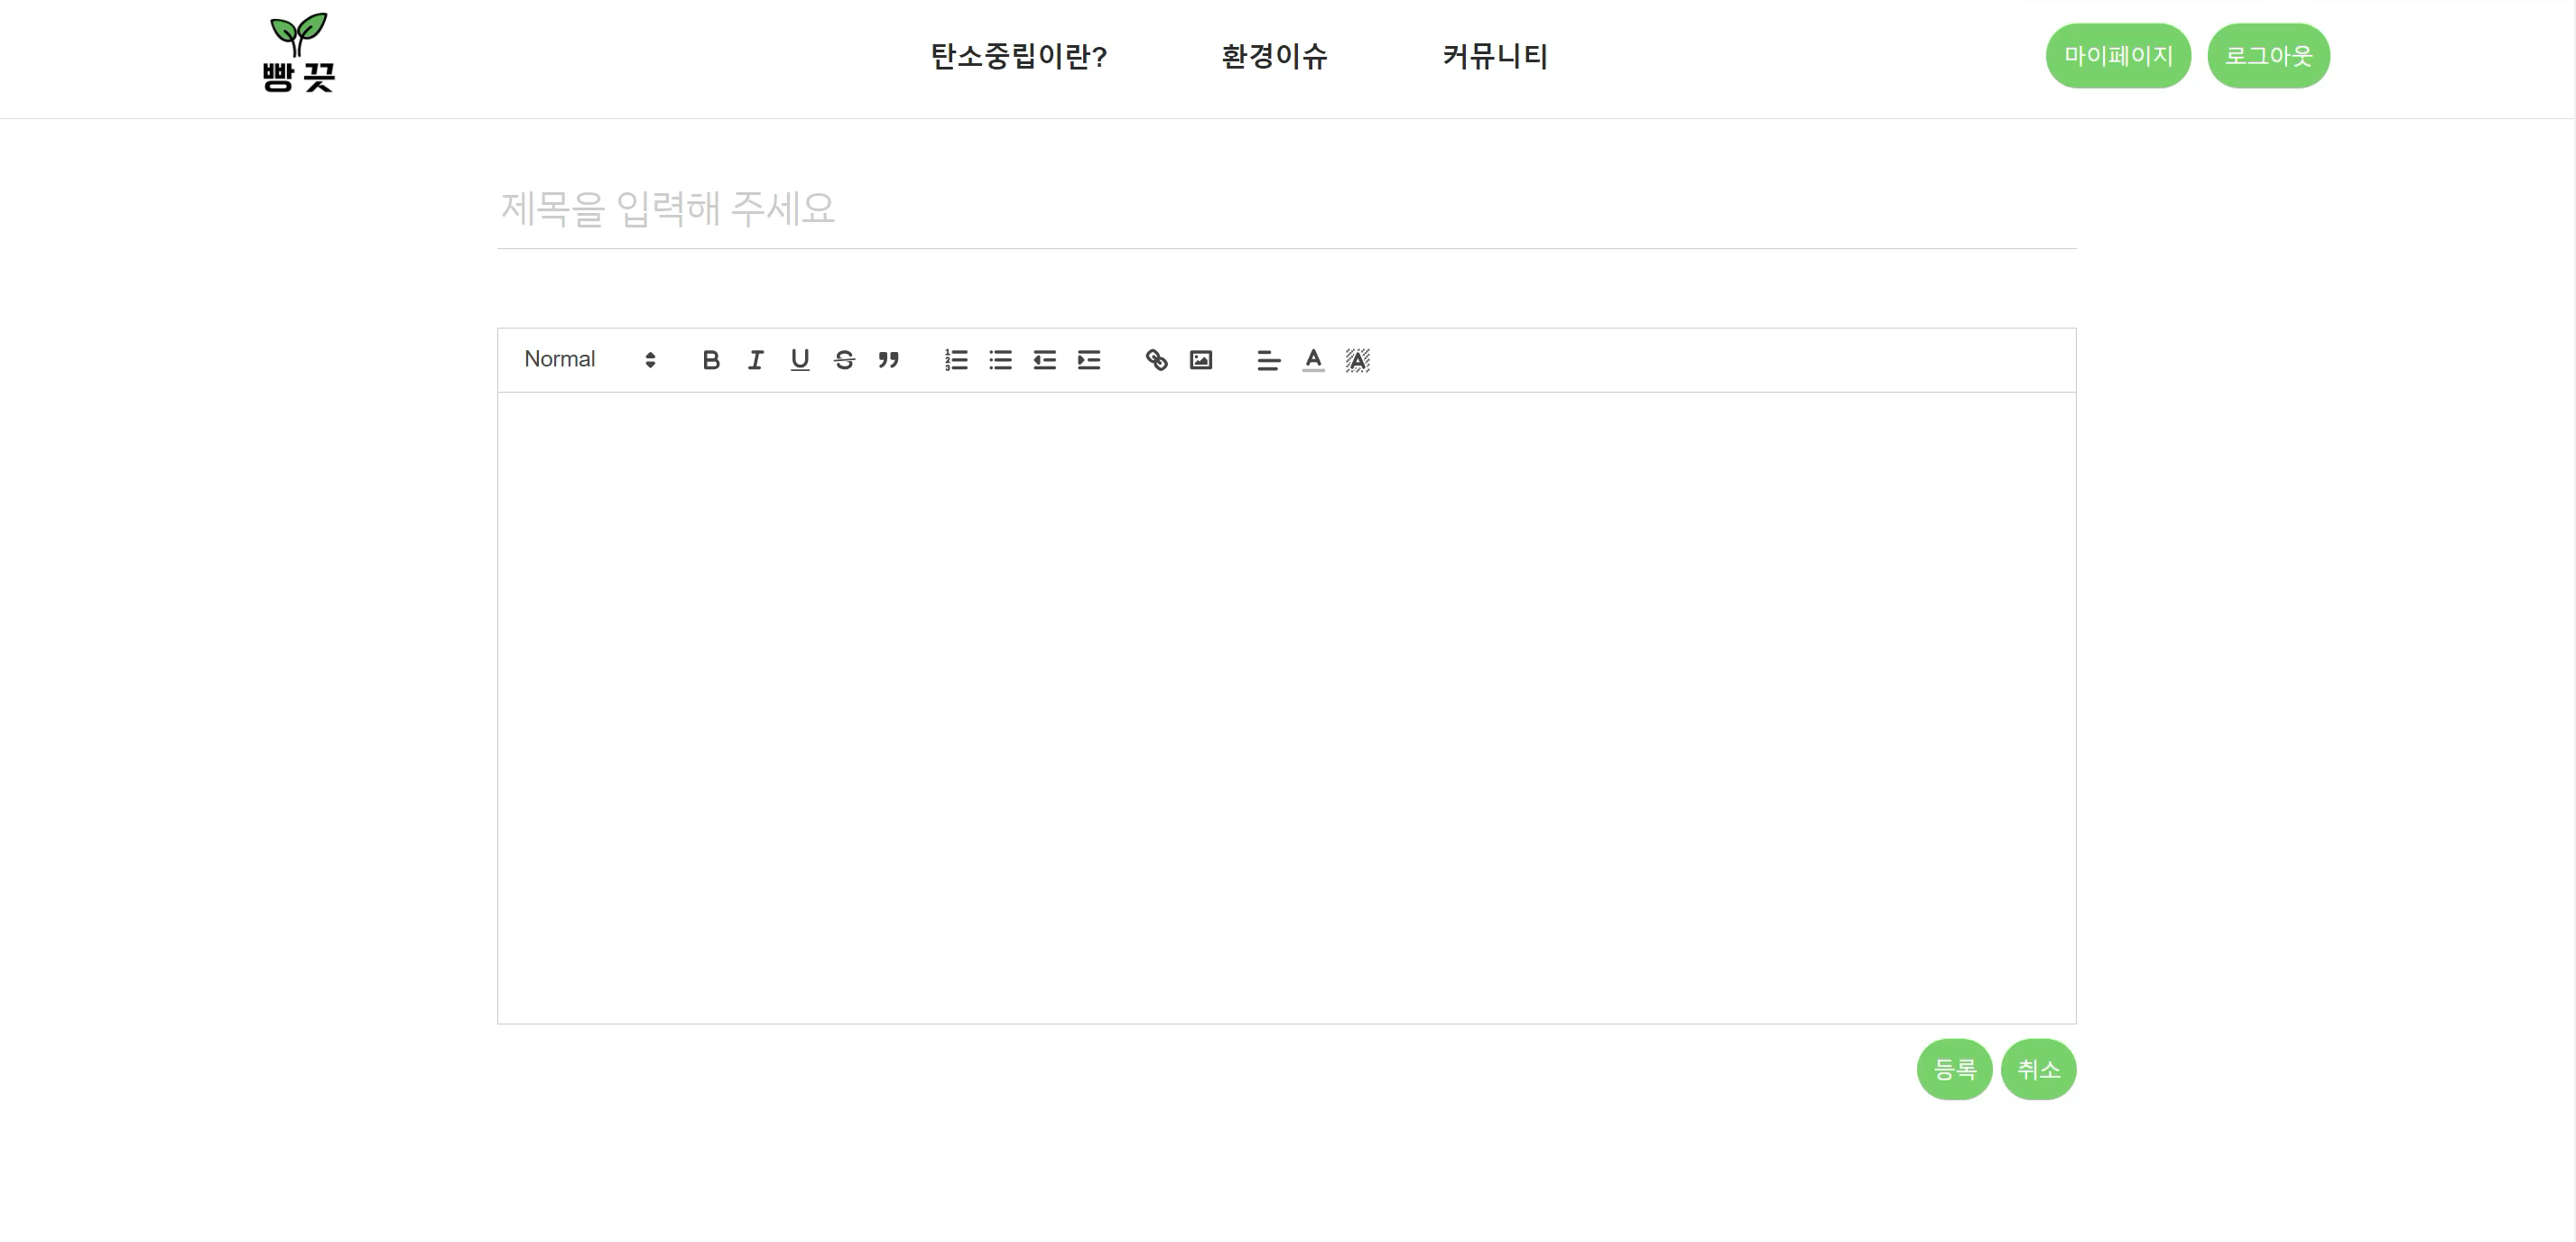 빵 끗
탄소중립이란? 환경이슈 커뮤니티
마이페이지 로그아웃
제목을 입력해 주세요
Normal
등록 취소